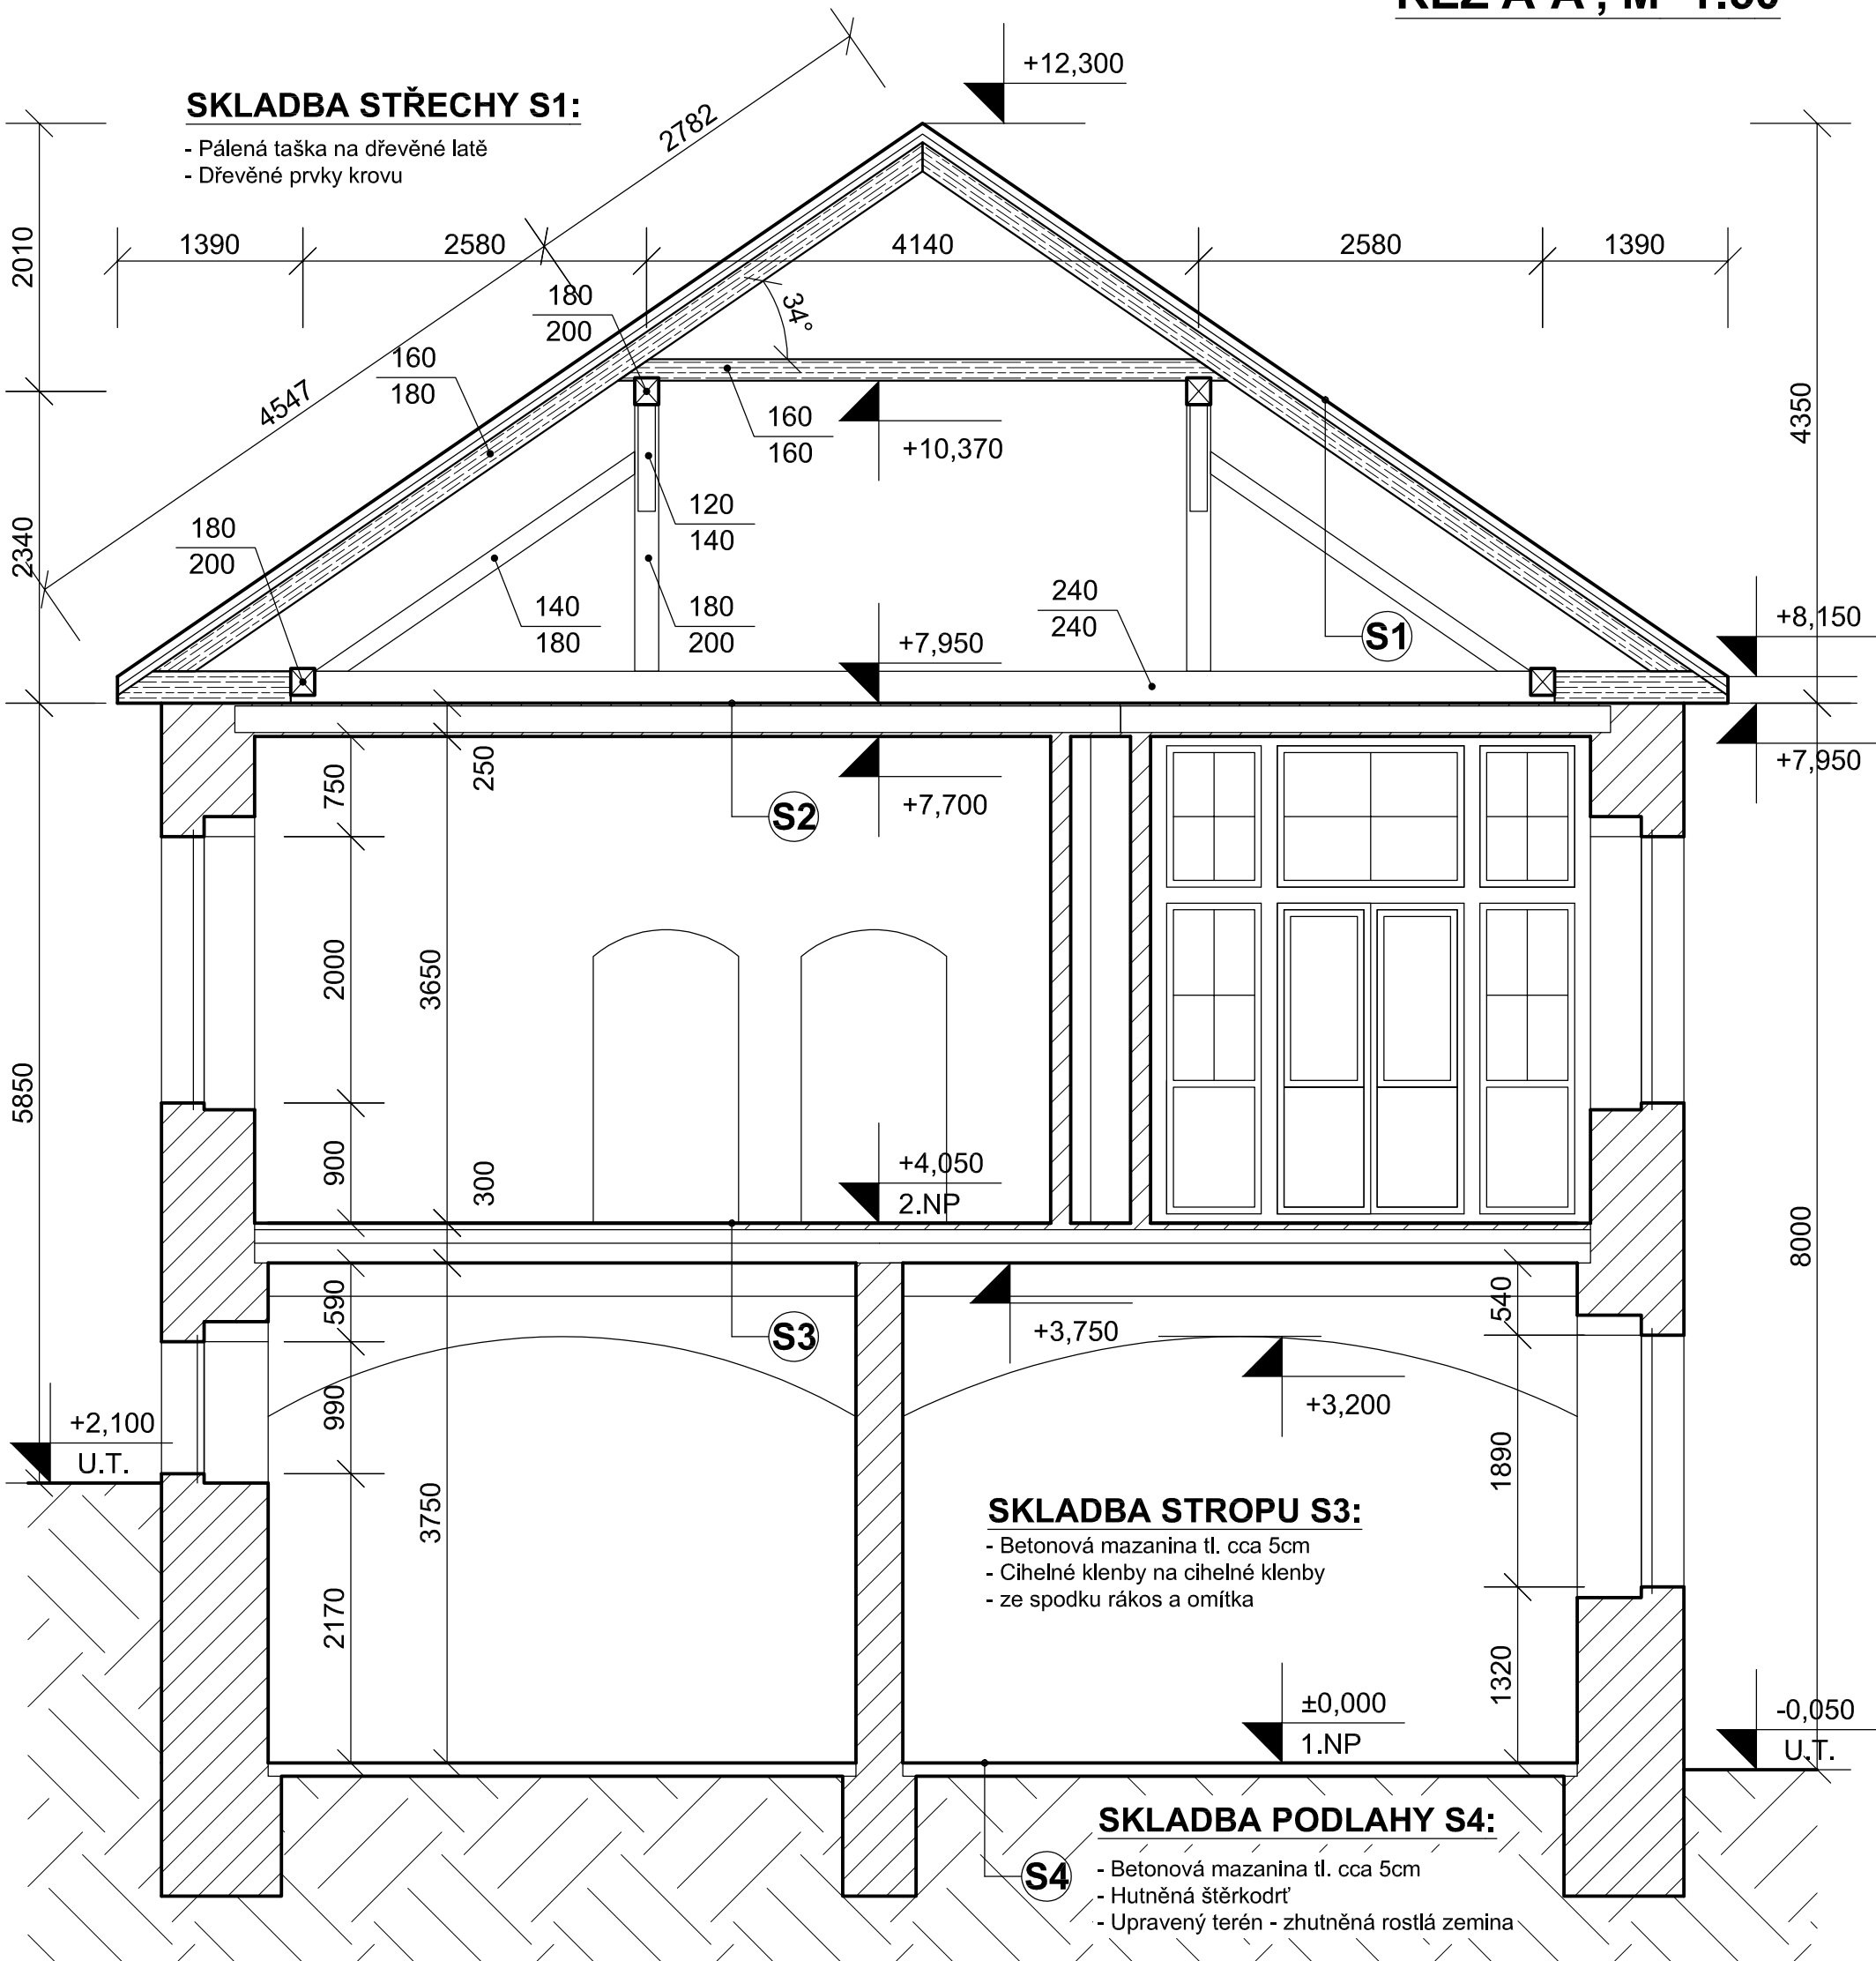 ŘEZ A-A', M 1:50
+12,300
SKLADBA STŘECHY S1:
- Pálená taška na dřevěné latě
- Dřevěné prvky krovu
2782
2010
1390
2580
4140
2580
1390
180
200
34°
160
180
4547
160
160
+10,370
4350
120
140
2340
180
200
140
180
180
200
240
240
S1
+8,150
+7,950
+7,950
250
750
+7,700
S2
2000
3650
5850
900
300
+4,050
2.NP
8000
590
540
S3
+3,750
990
+3,200
+2,100
U.T.
1890
3750
SKLADBA STROPU S3:
- Betonová mazanina tl. cca 5cm
- Cihelné klenby na cihelné klenby
- ze spodku rákos a omítka
2170
1320
±0,000
1.NP
-0,050
U.T.
SKLADBA PODLAHY S4:
S4
- Betonová mazanina tl. cca 5cm
- Hutněná štěrkodrť
- Upravený terén - zhutněná rostlá zemina